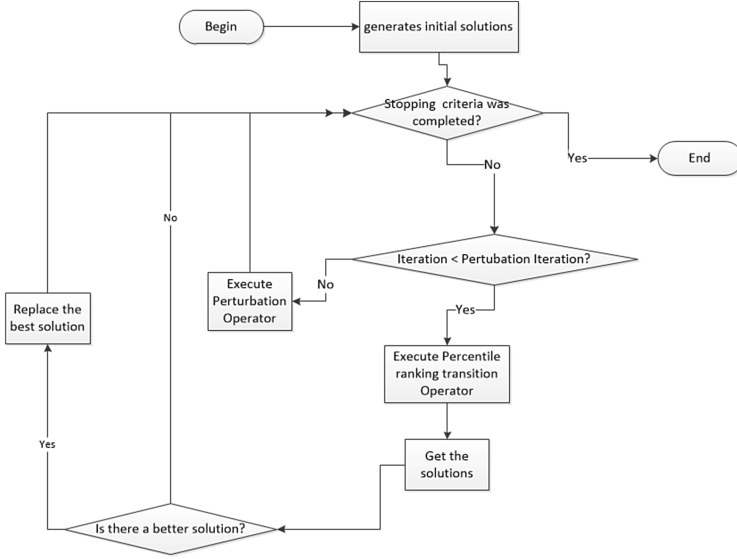 Begin
generates initial solutions
Stopping criteria was
completed?
Yes
End
No
Iteration < Pertubation Iteration?
No
Execute
Perturbation
Operator
Yes
Execute Percentile
ranking transition
Operator
Get the
solutions
Is there a better solution?
No
Yes
Replace the
best solution